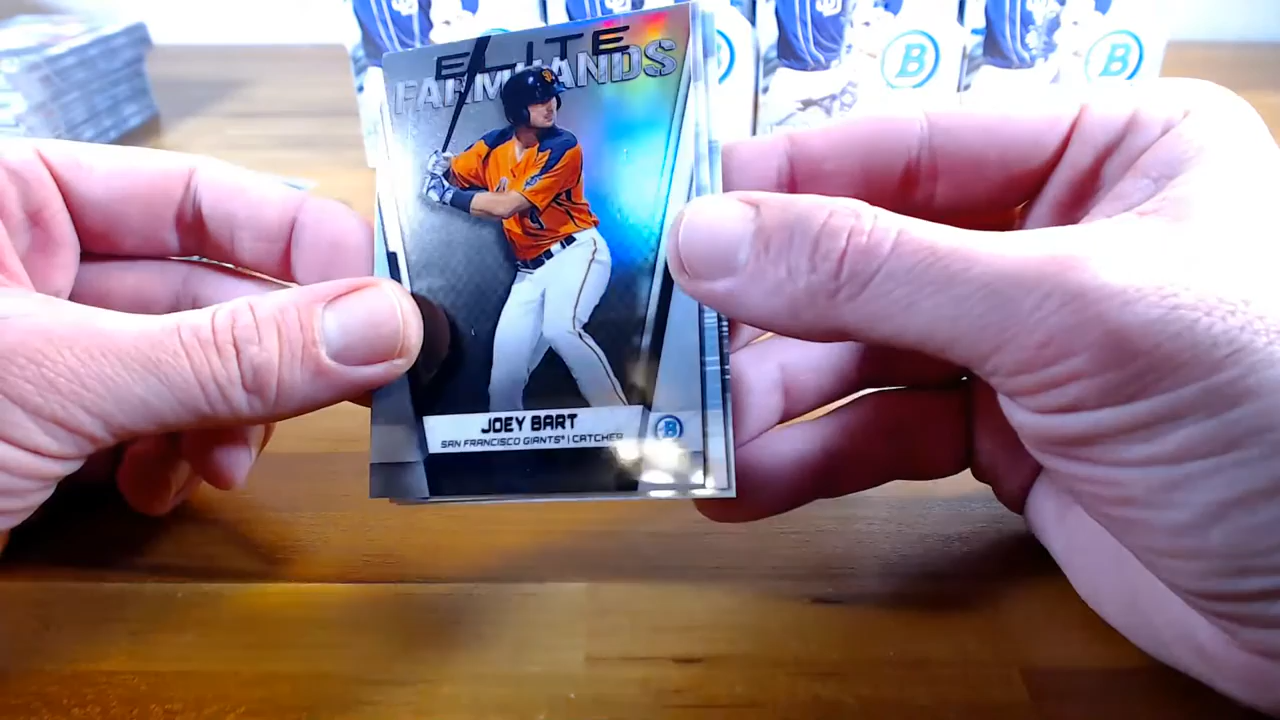 ELITE
FARMHANDS
JOEY BART
SAN FRANCISCO GIANTS® | CATCHER
B
B
B